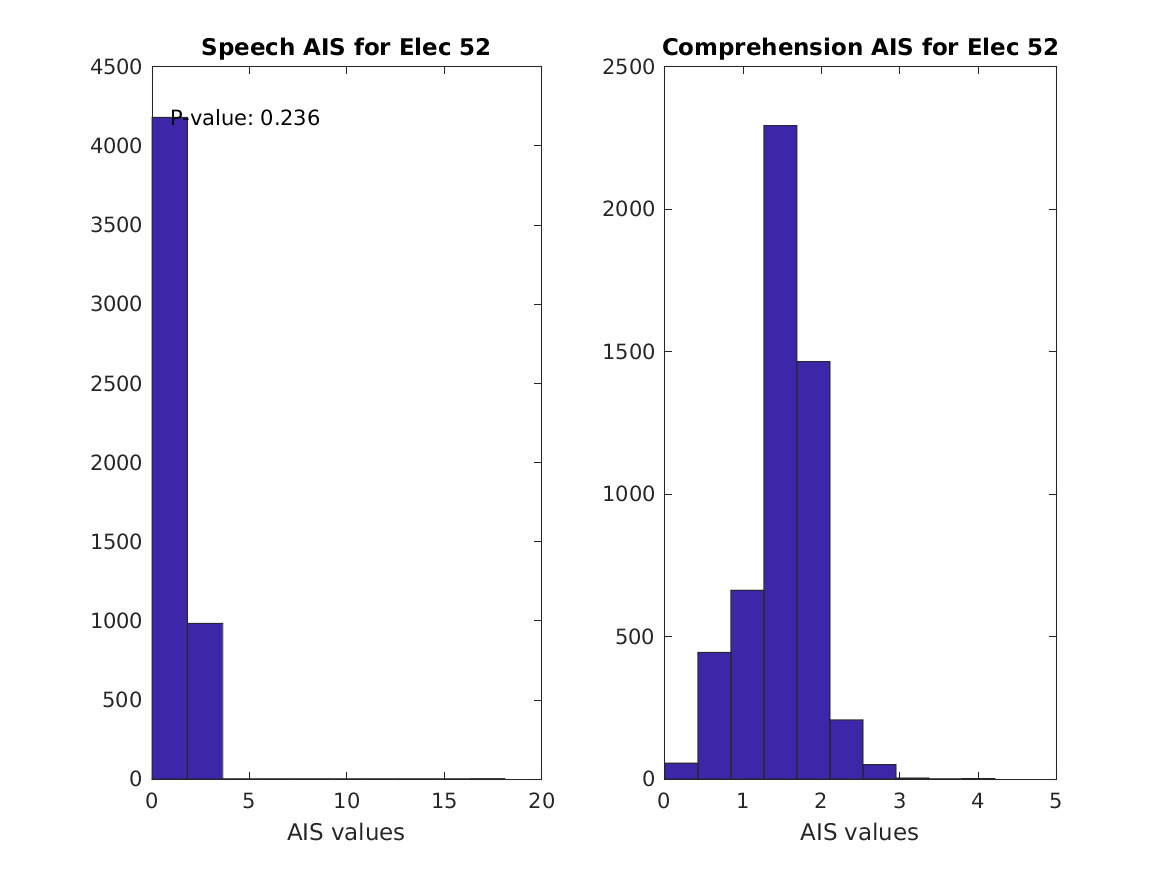 Speech AIS for Elec 52
4500
4000
3500
3000
2500
2000
1500
1000
500
0
P-value: 0.236
0 5 10 15 20
AIS values
Comprehension AIS for Elec 52
2500
2000
1500
1000
500
0
0 1 2 3 4 5
AIS values